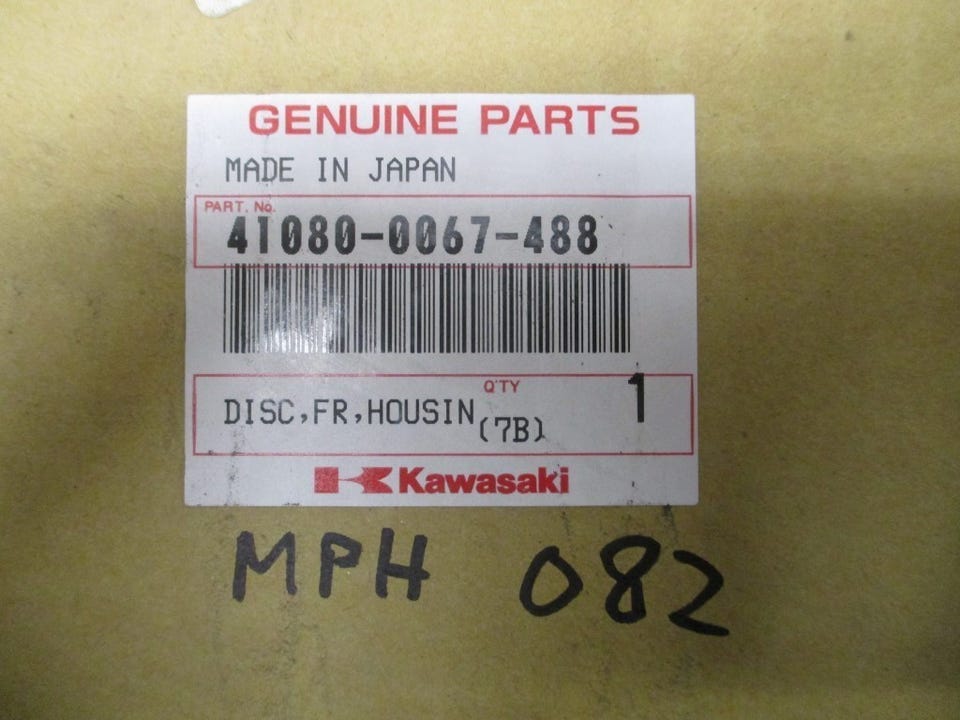 GENUINE PARTS
MADE IN JAPAN
PART. No.
41080-0067-488
Q'TY
DISC,FR,HOUSIN (7B) 1
Kawasaki
MPH 082